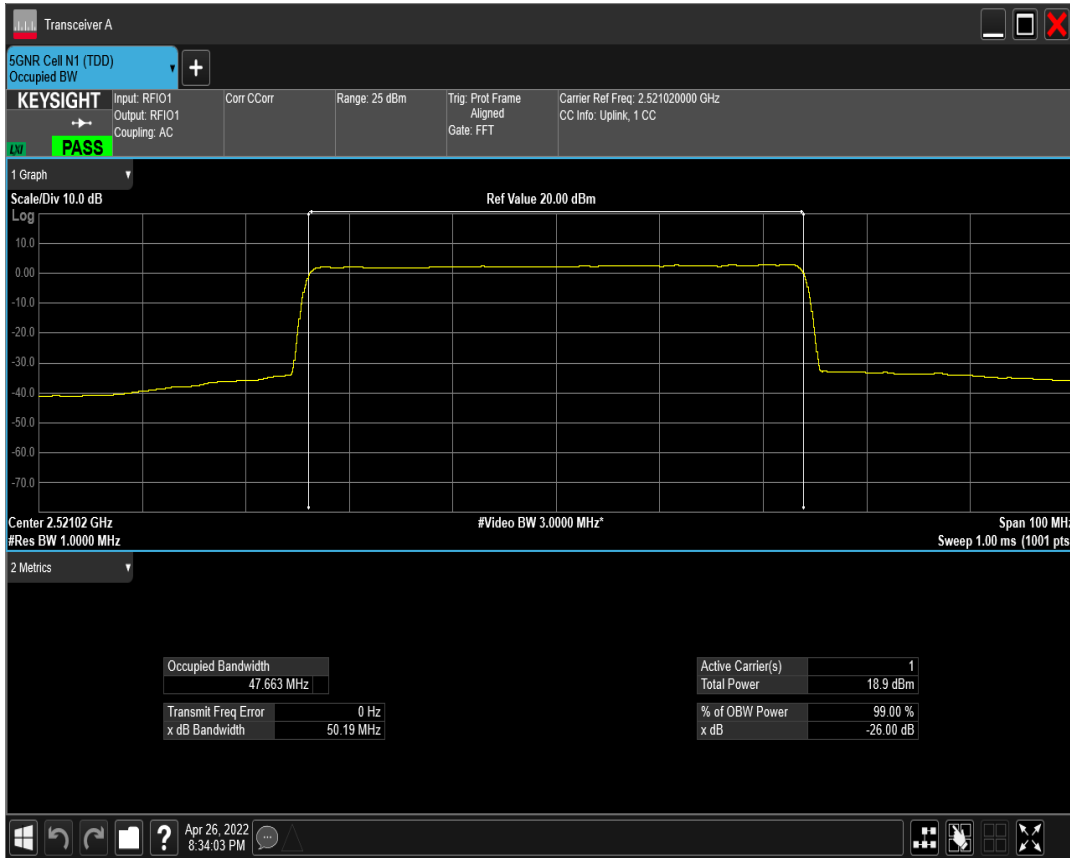 Transceiver A
5GNR Cell N1 (TDD)
Occupied BW
KEYSIGHT
LXI
PASS
Input: RFIO1
Output: RFIO1
Coupling: AC
Corr CCorr
Range: 25 dBm
Trig: Prot Frame
Aligned
Gate: FFT
Carrier Ref Freq: 2.521020000 GHz
CC Info: Uplink, 1 CC
1 Graph
Scale/Div 10.0 dB
Ref Value 20.00 dBm
Log
10.0
0.00
-10.0
-20.0
-30.0
-40.0
-50.0
-60.0
-70.0
Center 2.52102 GHz
#Video BW 3.0000 MHz*
Span 100 MHz
#Res BW 1.0000 MHz
Sweep 1.00 ms (1001 pts
2 Metrics
Occupied Bandwidth
47.663 MHz
Transmit Freq Error 0 Hz
x dB Bandwidth 50.19 MHz
Active Carrier(s) 1
Total Power 18.9 dBm
% of OBW Power 99.00 %
x dB -26.00 dB
?
Apr 26, 2022
8:34:03 PM